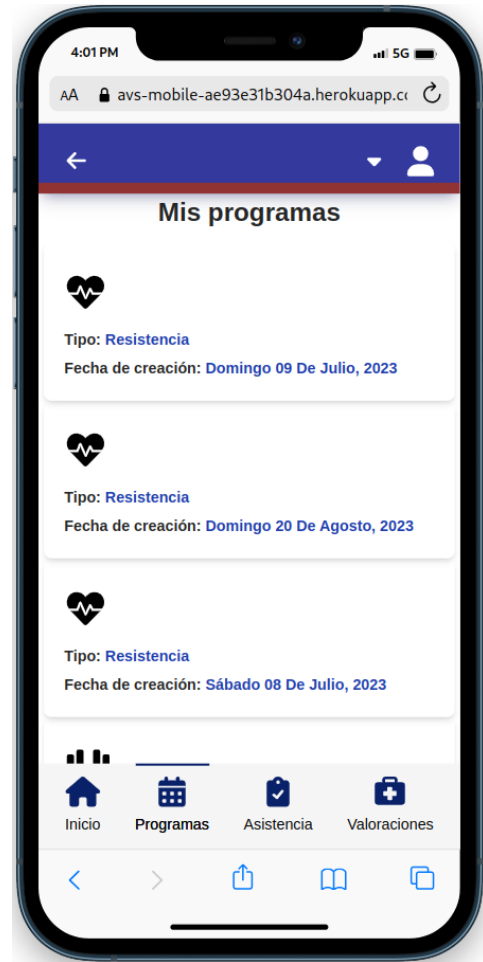 4:01 PM
5G
AA avs-mobile-ae93e31b304a.herokuapp.cc
Mis programas
Tipo: Resistencia
Fecha de creación: Domingo 09 De Julio, 2023
Tipo: Resistencia
Fecha de creación: Domingo 20 De Agosto, 2023
Tipo: Resistencia
Fecha de creación: Sábado 08 De Julio, 2023
Inicio
Programas
Asistencia
Valoraciones